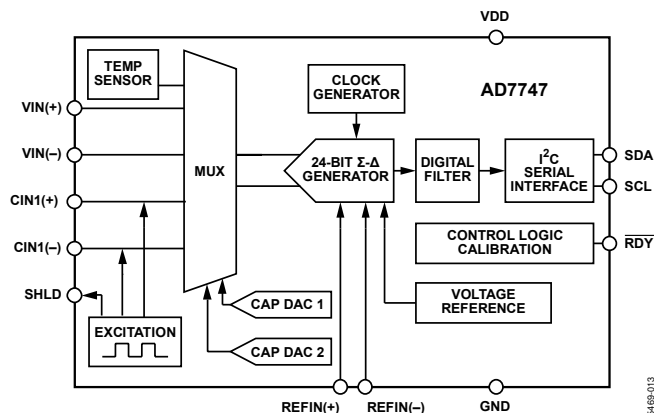 VDD
TEMP
SENSOR
CLOCK
GENERATOR
AD7747
VIN(+)
VIN(–)
MUX
24-BIT Σ-Δ
GENERATOR
DIGITAL
FILTER
I²C
SERIAL
INTERFACE
SDA
SCL
CIN1(+)
CIN1(–)
CONTROL LOGIC
CALIBRATION
RDY
SHLD
EXCITATION
CAP DAC 1
CAP DAC 2
VOLTAGE
REFERENCE
REFIN(+)
REFIN(–)
GND